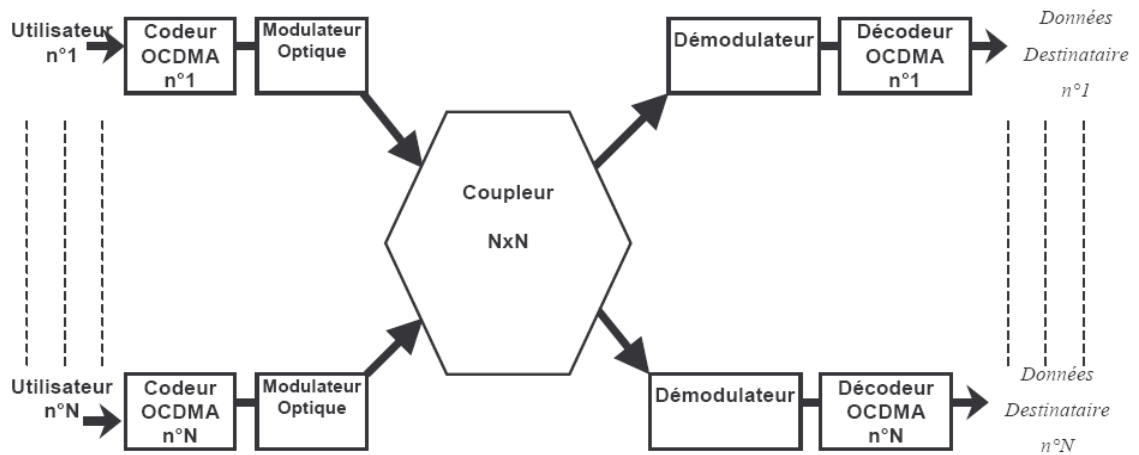 Utilisateur
n°1
Codeur
OCDMA
n°1
Modulateur
Optique
Démodulateur
Décodeur
OCDMA
n°1
Données
Destinataire
n°1
Coupleur
NxN
Utilisateur
n°N
Codeur
OCDMA
n°N
Modulateur
Optique
Démodulateur
Décodeur
OCDMA
n°N
Données
Destinataire
n°N